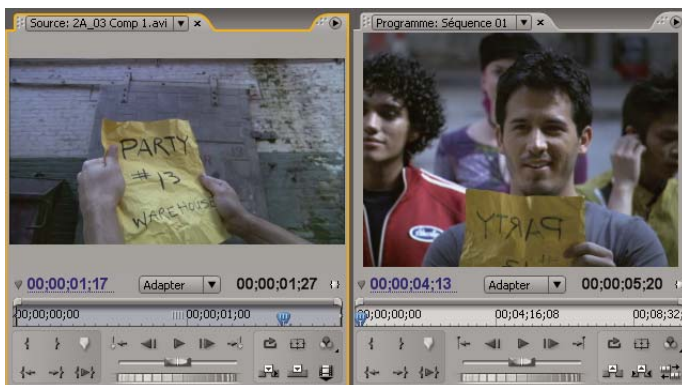 Source: 2A_03 Comp 1.avi
PARTY
#13
WAREHOUSE
00;00;01;17
Adapter
00;00;01;27
00;00;00;00
00;00;01;00
Programme: Séquence 01
PARTY
00;00;04;13
Adapter
00;00;05;20
00;00;00;00
00;04;16;08
00;08;32;